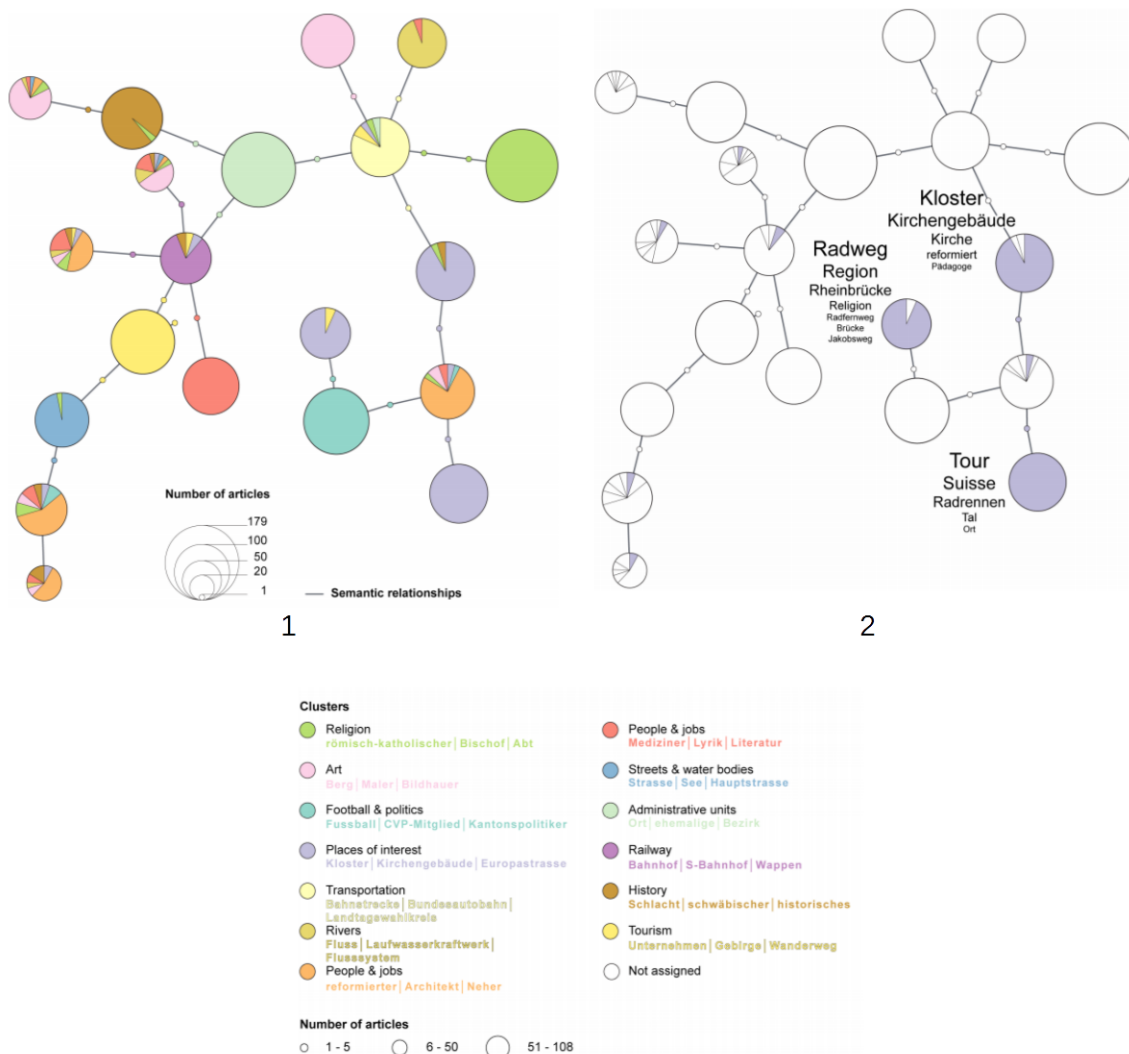 Kloster
Kirchengebäude
Kirche
reformiert
Pädagoge
Radweg
Region
Rheinbrücke
Religion
Radfernweg
Brücke
Jakobsweg
Tour
Suisse
Radrennen
Tal
Ort
Number of articles
179
100
50
20
1
Semantic relationships
1
2
Clusters
Religion
römisch-katholischer | Bischof | Abt
Art
Berg | Maler | Bildhauer
Football & politics
Fussball | CVP-Mitglied | Kantonspolitiker
Places of interest
Kloster | Kirchengebäude | Europastrasse
Transportation
Bahnstrecke | Bundesautobahn |
Landtagswahlkreis
Rivers
Fluss | Laufwasserkraftwerk |
Flusssystem
People & jobs
reformierter | Architekt | Neher
People & jobs
Mediziner | Lyrik | Literatur
Streets & water bodies
Strasse | See | Hauptstrasse
Administrative units
Ort | ehemalige | Bezirk
Railway
Bahnhof | S-Bahnhof | Wappen
History
Schlacht | schwäbischer | historisches
Tourism
Unternehmen | Gebirge | Wanderweg
Not assigned
Number of articles
1 - 5
6 - 50
51 - 108